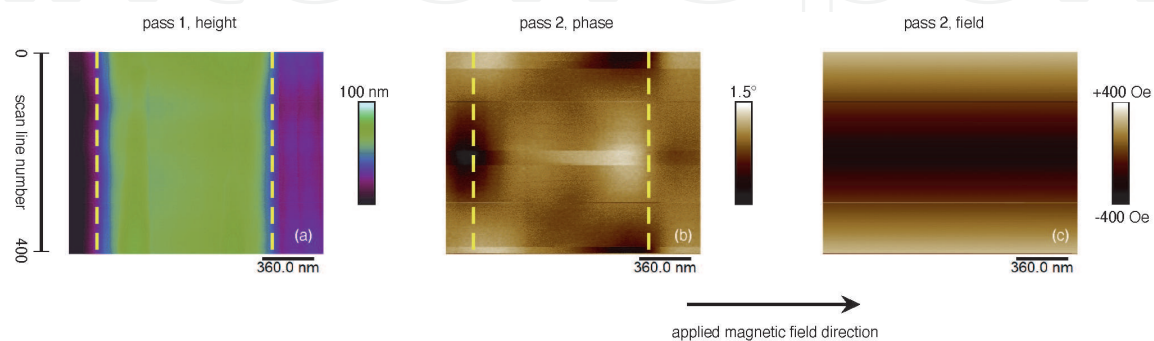 pass 1, height
pass 2, phase
pass 2, field
0
scan line number
400
100 nm
(a)
360.0 nm
1.5°
(b)
360.0 nm
+400 Oe
-400 Oe
(c)
360.0 nm
applied magnetic field direction